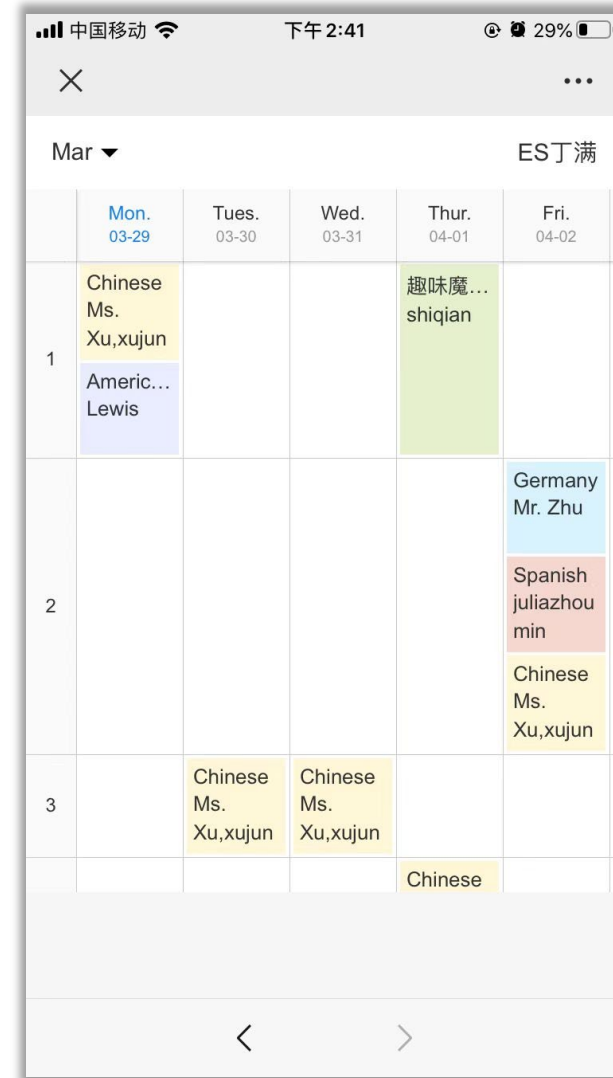 中国移动 下午 2:41 29%
Mar ES丁满
Mon. Tues. Wed. Thur. Fri.
03-29 03-30 03-31 04-01 04-02
1
Chinese
Ms.
Xu,xujun
Americ...
Lewis
趣味魔...
shiqian
2
Germany
Mr. Zhu
Spanish
juliazhou
min
Chinese
Ms.
Xu,xujun
3
Chinese
Ms.
Xu,xujun
Chinese
Ms.
Xu,xujun
Chinese